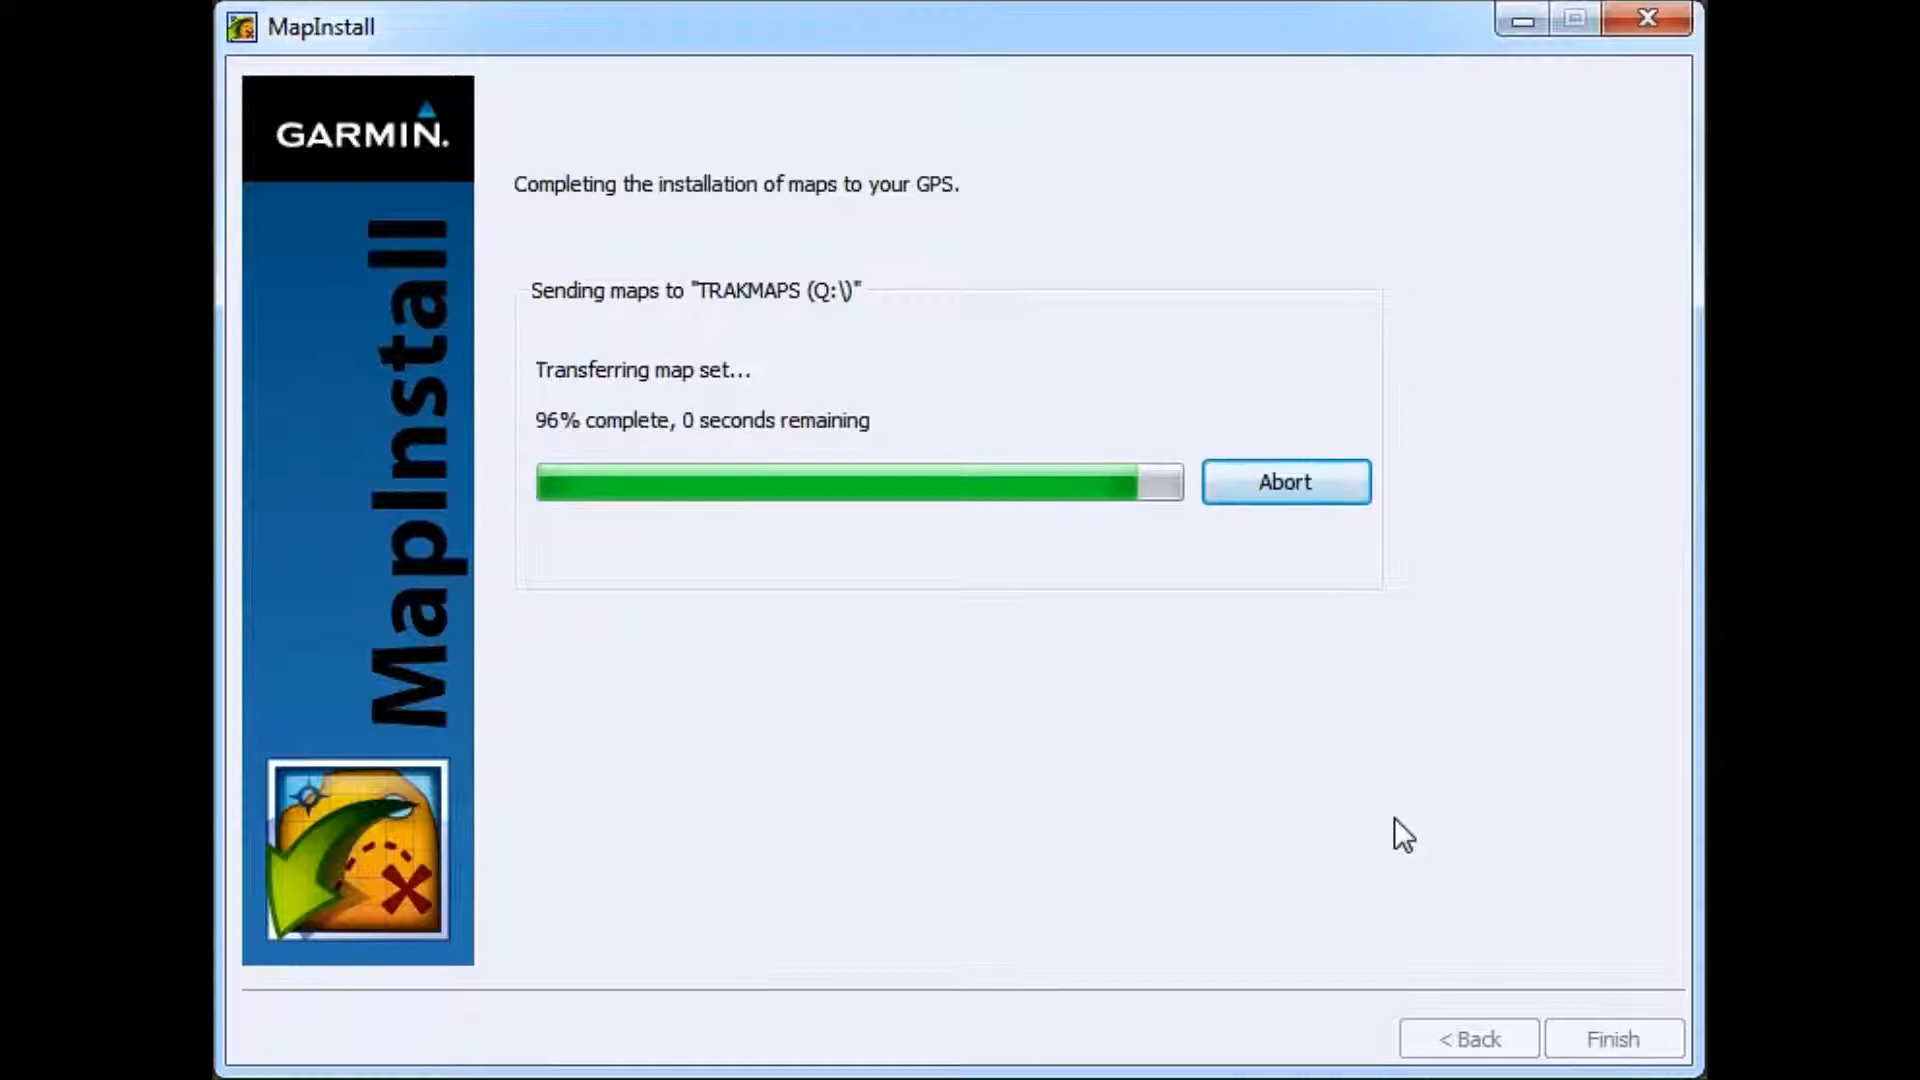 MapInstall
GARMIN.
MapInstall
Completing the installation of maps to your GPS.
Sending maps to "TRAKMAPS (Q:\)"
Transferring map set...
96% complete, 0 seconds remaining
Abort
< Back
Finish